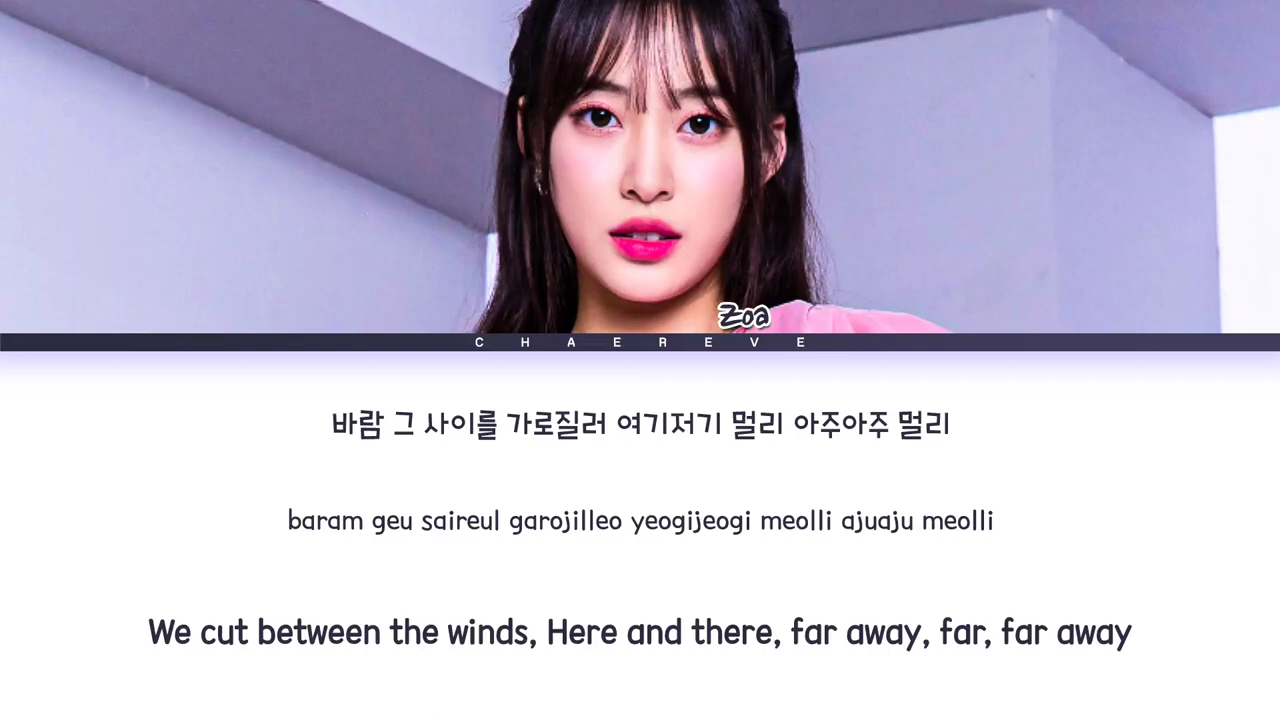 Zoa
CHAEREVE
바람 그 사이를 가로질러 여기저기 멀리 아주아주 멀리
baram geu saireul garojilleo yeogijeogi meolli ajuaju meolli
We cut between the winds, Here and there, far away, far, far away